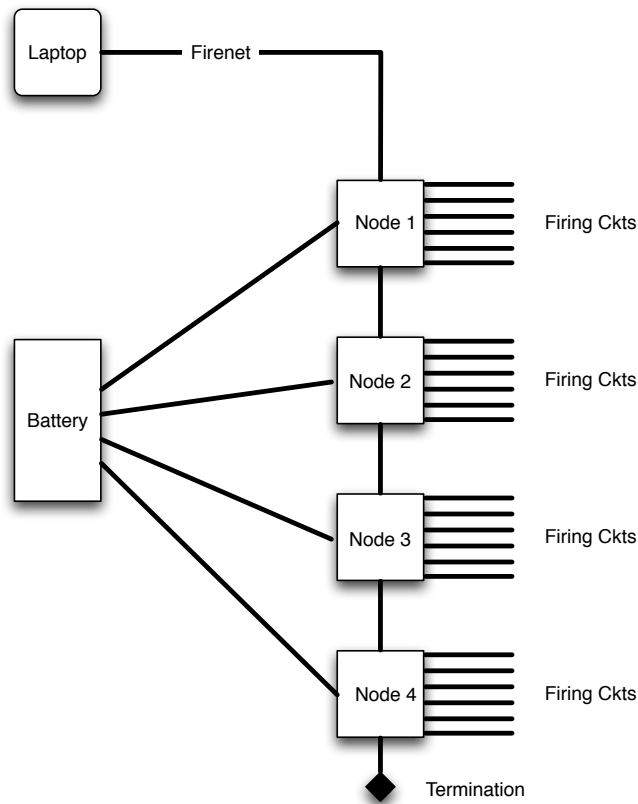 Laptop
Firenet
Node 1
Firing Ckts
Node 2
Firing Ckts
Battery
Node 3
Firing Ckts
Node 4
Firing Ckts
Termination